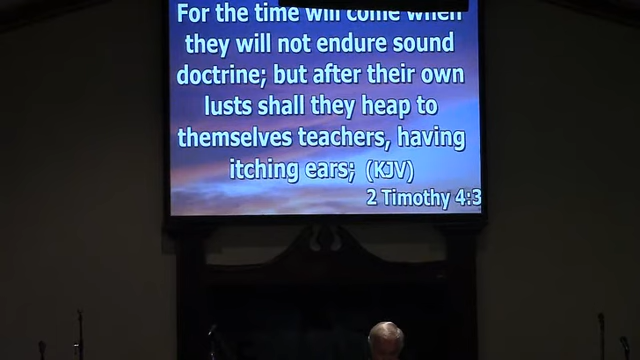 For the time will come when
they will not endure sound
doctrine; but after their own
lusts shall they heap to
themselves teachers, having
itching ears; (KJV)
2 Timothy 4:3